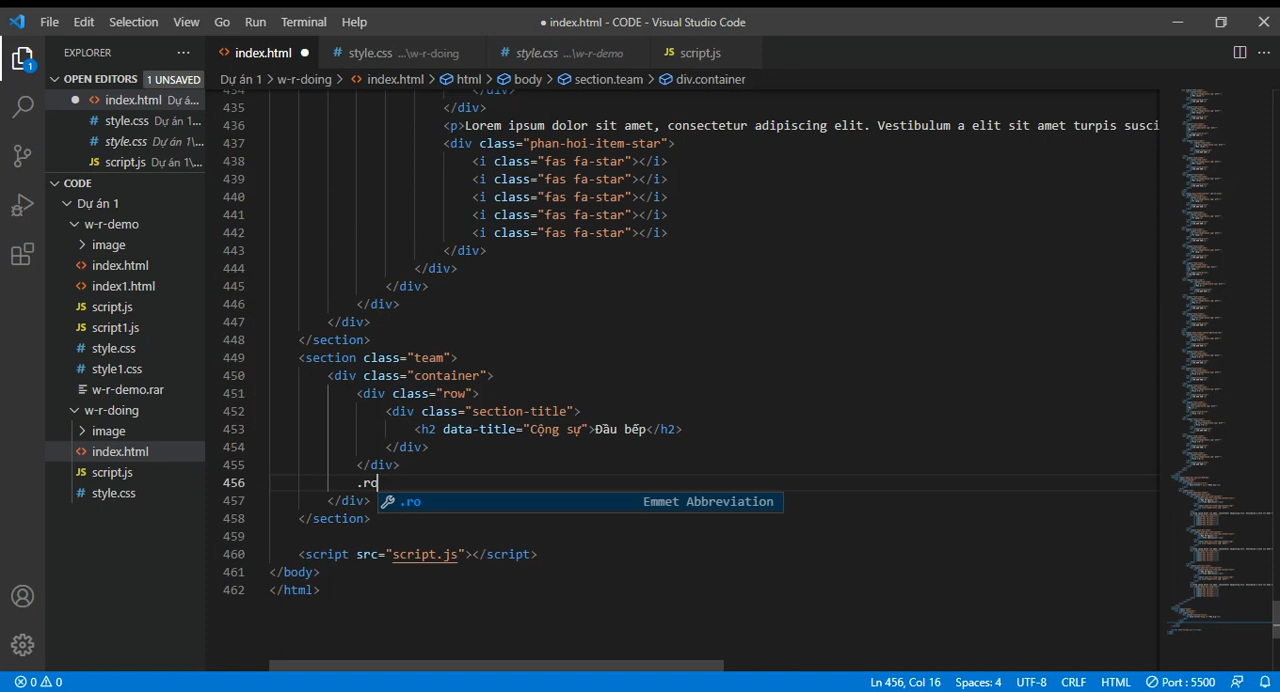 File Edit Selection View Go Run Terminal Help ● index.html - CODE - Visual Studio Code
EXPLORER
index.html ● # style.css ...\w-r-doing # style.css ...\w-r-demo JS script.js
OPEN EDITORS 1 UNSAVED
Dự án 1 > w-r-doing > index.html > html > body > section.team > div.container
● <> index.html Dự á...
# style.css Dự án 1...
# style.css Dự án 1\...
JS script.js Dự án 1\...
CODE
Dự án 1
w-r-demo
image
index.html
index1.html
JS script.js
JS script1.js
# style.css
# style1.css
w-r-demo.rar
w-r-doing
image
index.html
JS script.js
# style.css
434 </div>
435 </div>
436 <p>Lorem ipsum dolor sit amet, consectetur adipiscing elit. Vestibulum a elit sit amet turpis susci
437 <div class="phan-hoi-item-star">
438 <i class="fas fa-star"></i>
439 <i class="fas fa-star"></i>
440 <i class="fas fa-star"></i>
441 <i class="fas fa-star"></i>
442 <i class="fas fa-star"></i>
443 </div>
444 </div>
445 </div>
446 </div>
447 </div>
448 </section>
449 <section class="team">
450 <div class="container">
451 <div class="row">
452 <div class="section-title">
453 <h2 data-title="Cộng sự">Đầu bếp</h2>
454 </div>
455 </div>
456 .ro
457 </div> .ro Emmet Abbreviation
458 </section>
459
460 <script src="script.js"></script>
461 </body>
462 </html>
1
0 0 Ln 456, Col 16 Spaces: 4 UTF-8 CRLF HTML Port : 5500